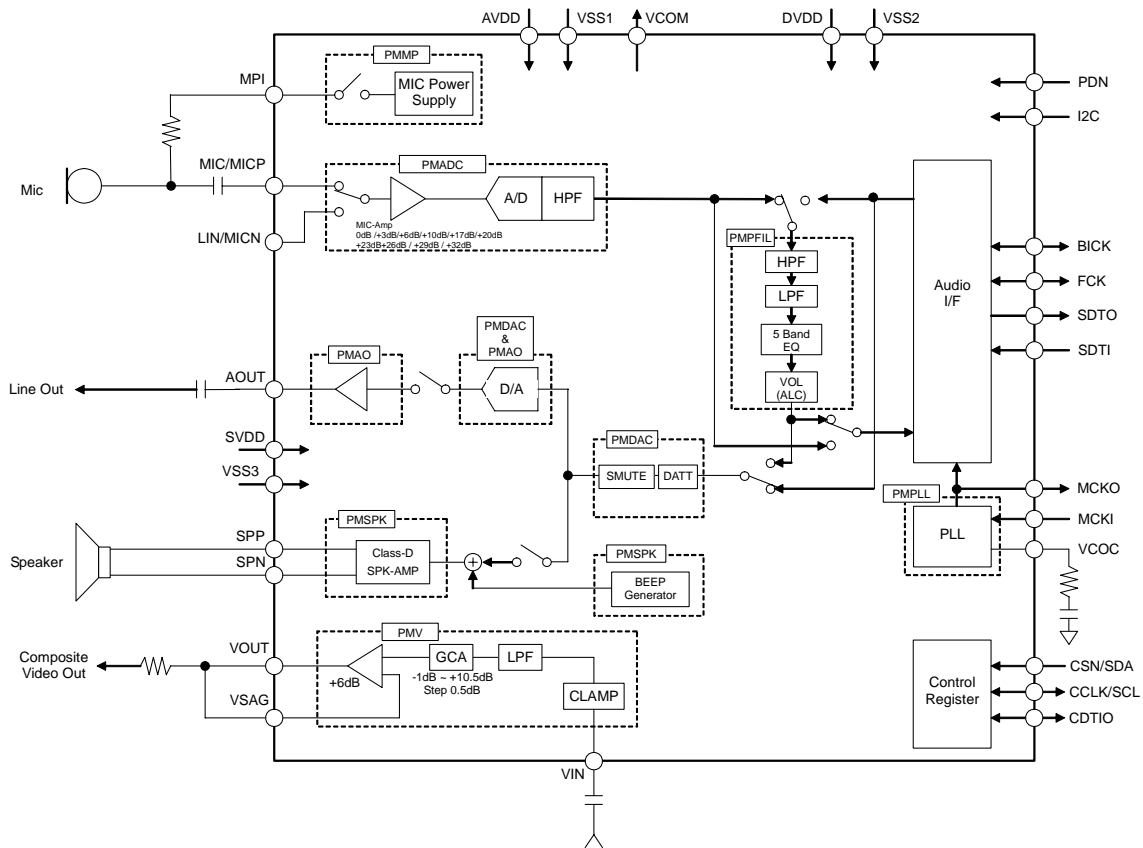 AVDD
VSS1
VCOM
DVDD
VSS2
PMMP
MPI
MIC Power
Supply
PDN
I2C
MIC/MICP
PMADC
Mic
A/D
HPF
MIC-Amp
0dB /+3dB/+6dB/+10dB/+17dB/+20dB
+23dB+26dB / +29dB / +32dB
LIN/MICN
PMPFIL
HPF
LPF
5 Band
EQ
VOL
(ALC)
Audio
I/F
BICK
FCK
SDTO
SDTI
PMDAC
&
PMAO
PMAO
AOUT
D/A
Line Out
SVDD
VSS3
PMDAC
SMUTE
DATT
PMPLL
PLL
MCKO
MCKI
VCOC
PMSPK
SPP
SPN
Speaker
Class-D
SPK-AMP
PMSPK
BEEP
Generator
PMV
VOUT
Composite
Video Out
+6dB
GCA
-1dB ~ +10.5dB
Step 0.5dB
LPF
CLAMP
VSAG
VIN
Control
Register
CSN/SDA
CCLK/SCL
CDTIO